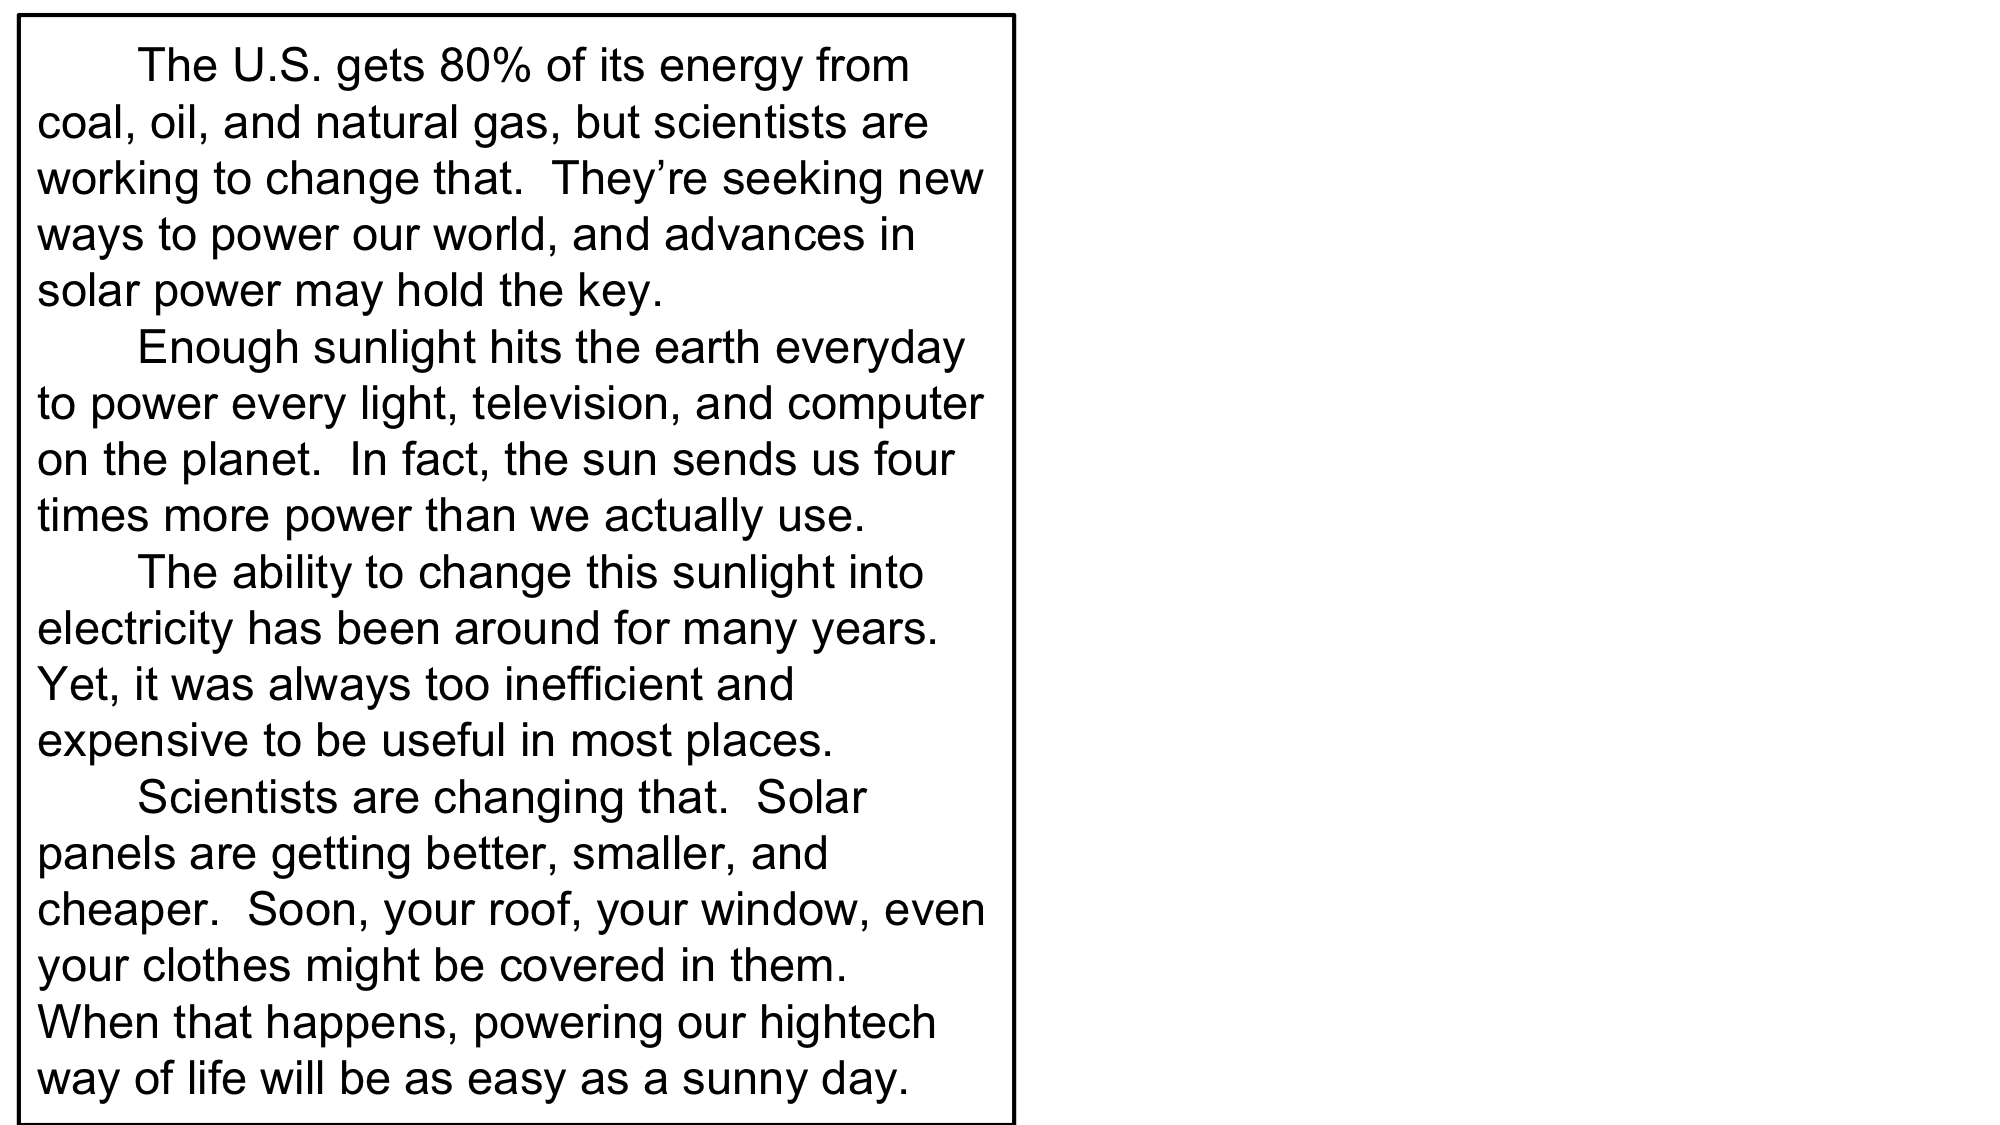 The U.S. gets 80% of its energy from
coal, oil, and natural gas, but scientists are
working to change that.  They’re seeking new
ways to power our world, and advances in
solar power may hold the key.
Enough sunlight hits the earth everyday
to power every light, television, and computer
on the planet.  In fact, the sun sends us four
times more power than we actually use.
The ability to change this sunlight into
electricity has been around for many years.
Yet, it was always too inefficient and
expensive to be useful in most places.
Scientists are changing that.  Solar
panels are getting better, smaller, and
cheaper.  Soon, your roof, your window, even
your clothes might be covered in them.
When that happens, powering our hightech
way of life will be as easy as a sunny day.